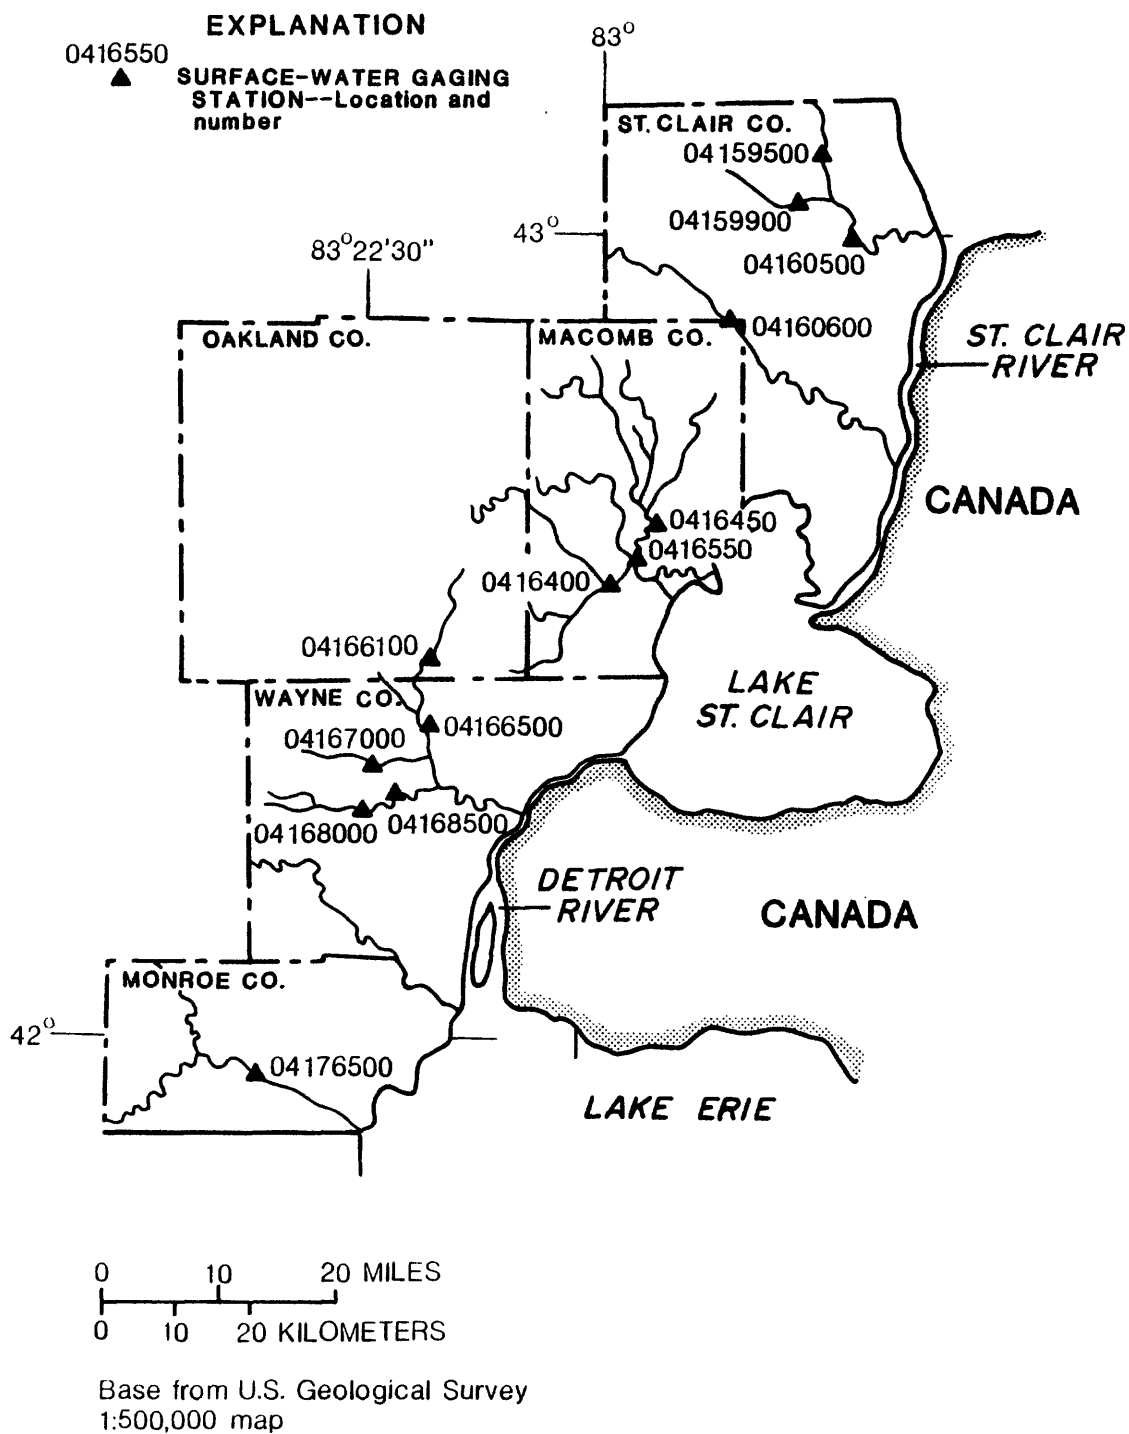 EXPLANATION
0416550
SURFACE-WATER GAGING
STATION--Location and
number
83°
ST. CLAIR CO.
04159500
04159900
43°
04160500
83°22'30"
04160600
OAKLAND CO.
MACOMB CO.
ST. CLAIR
RIVER
CANADA
0416450
0416550
0416400
04166100
LAKE
ST. CLAIR
WAYNE CO.
04166500
04167000
04168000
04168500
DETROIT
RIVER
CANADA
MONROE CO.
42°
04176500
LAKE ERIE
0 10 20 MILES
0 10 20 KILOMETERS
Base from U.S. Geological Survey
1:500,000 map